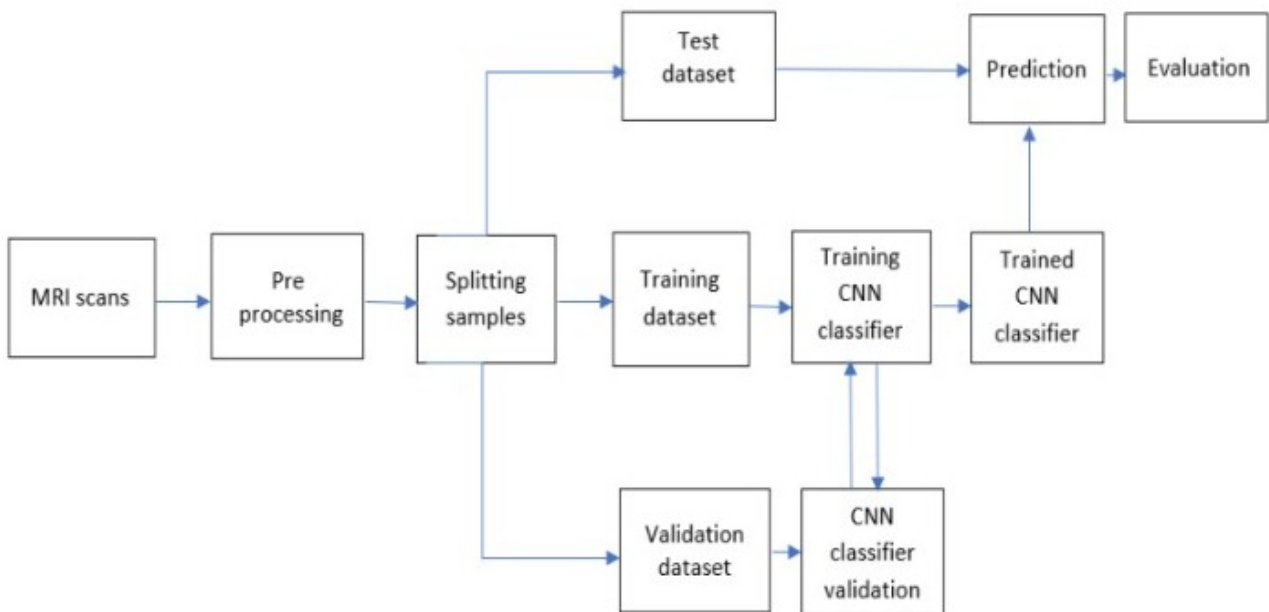 Test
dataset
Prediction
Evaluation
MRI scans
Pre
processing
Splitting
samples
Training
dataset
Training
CNN
classifier
Trained
CNN
classifier
Validation
dataset
CNN
classifier
validation